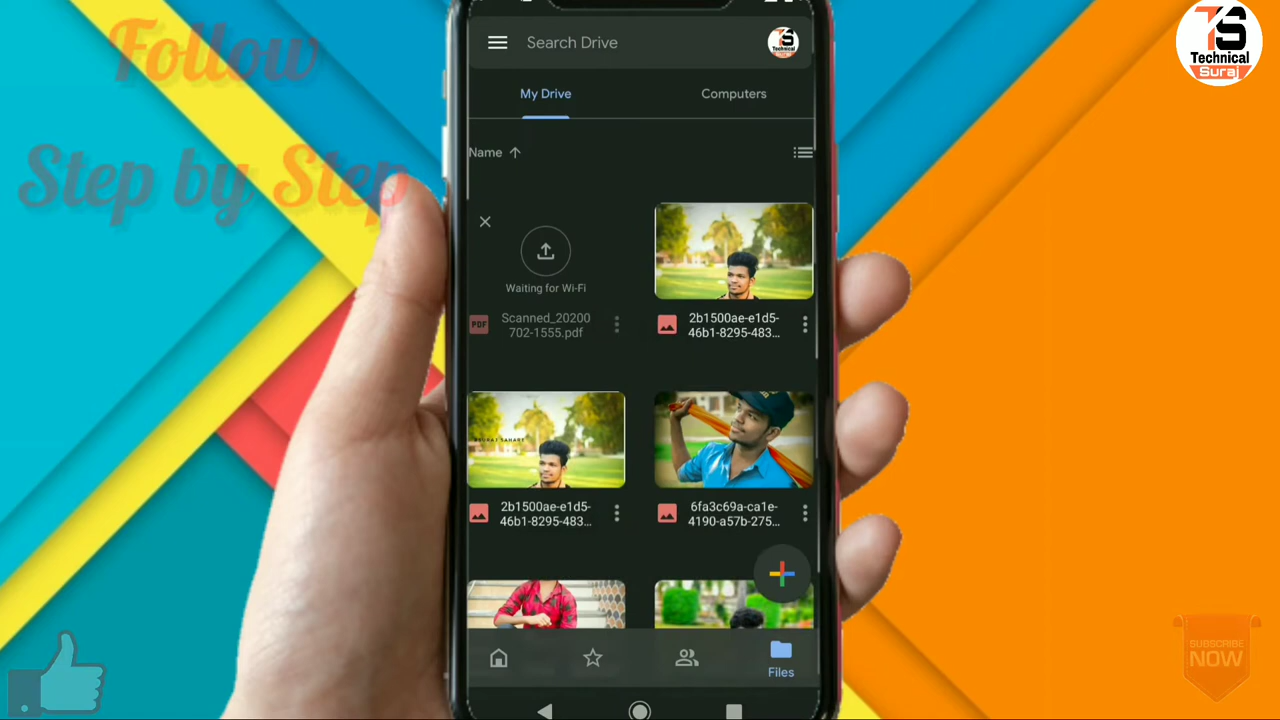 Follow
Step by Step
Search Drive
TS
Technical
Suraj
My Drive
Computers
Name
Waiting for Wi-Fi
PDF
Scanned_20200
702-1555.pdf
2b1500ae-e1d5-
46b1-8295-483...
2b1500ae-e1d5-
46b1-8295-483...
6fa3c69a-ca1e-
4190-a57b-275...
Files
SUBSCRIBE
NOW